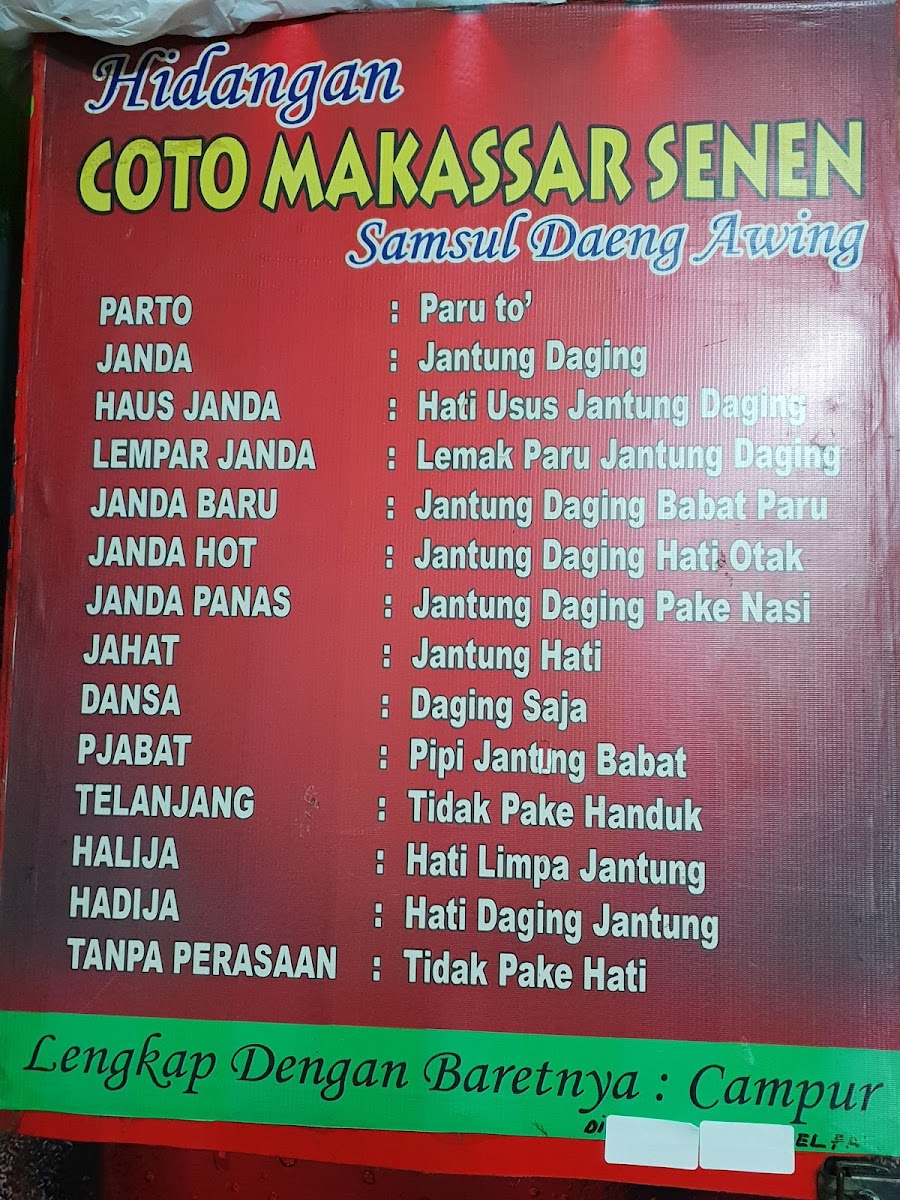 Hidangan
COTO MAKASSAR SENEN
Samsul Daeng Awing
PARTO : Paru to'
JANDA : Jantung Daging
HAUS JANDA : Hati Usus Jantung Daging
LEMPAR JANDA : Lemak Paru Jantung Daging
JANDA BARU : Jantung Daging Babat Paru
JANDA HOT : Jantung Daging Hati Otak
JANDA PANAS : Jantung Daging Pake Nasi
JAHAT : Jantung Hati
DANSA : Daging Saja
PJABAT : Pipi Jantung Babat
TELANJANG : Tidak Pake Handuk
HALIJA : Hati Limpa Jantung
HADIJA : Hati Daging Jantung
TANPA PERASAAN : Tidak Pake Hati
Lengkap Dengan Baretnya : Campur